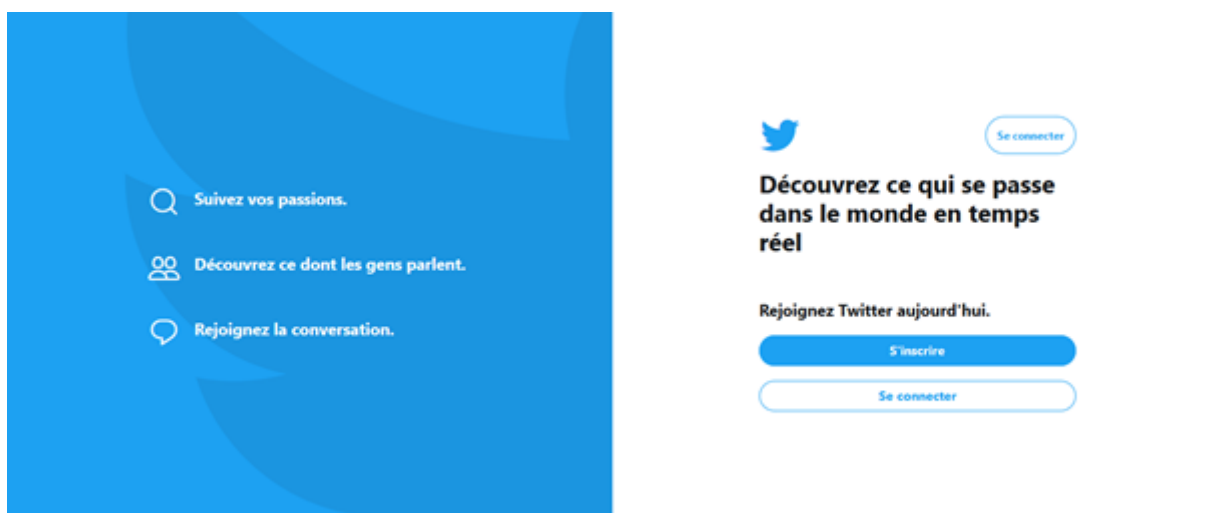 Suivez vos passions.
Découvrez ce dont les gens parlent.
Rejoignez la conversation.
Se connecter
Découvrez ce qui se passe
dans le monde en temps
réel
Rejoignez Twitter aujourd'hui.
S'inscrire
Se connecter